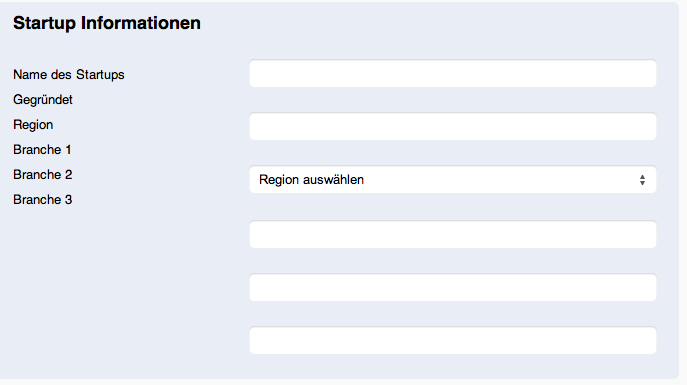 Startup Informationen
Name des Startups
Gegründet
Region
Branche 1
Branche 2
Branche 3
Region auswählen